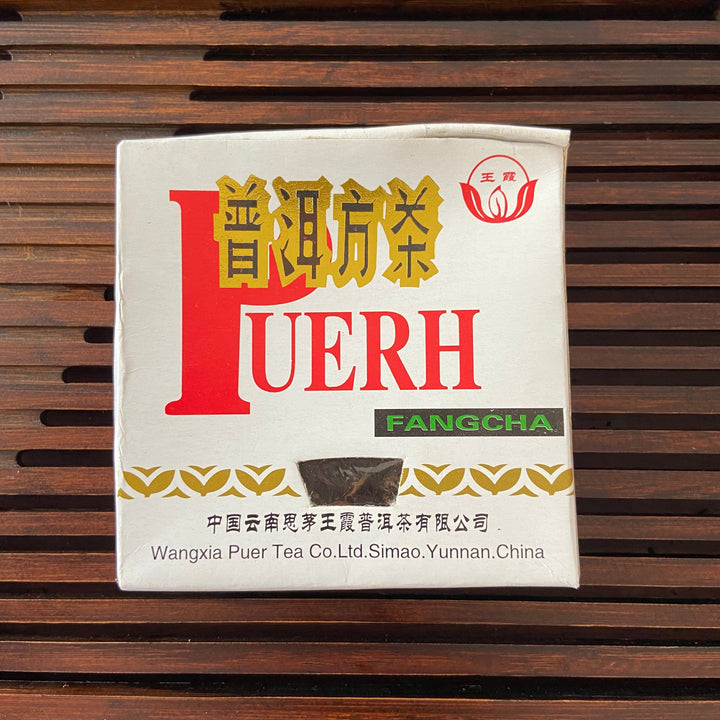 王霞
普洱方茶
PUERH
FANGCHA
中国云南思茅王霞普洱茶有限公司
Wangxia Puer Tea Co.Ltd.Simao.Yunnan.China